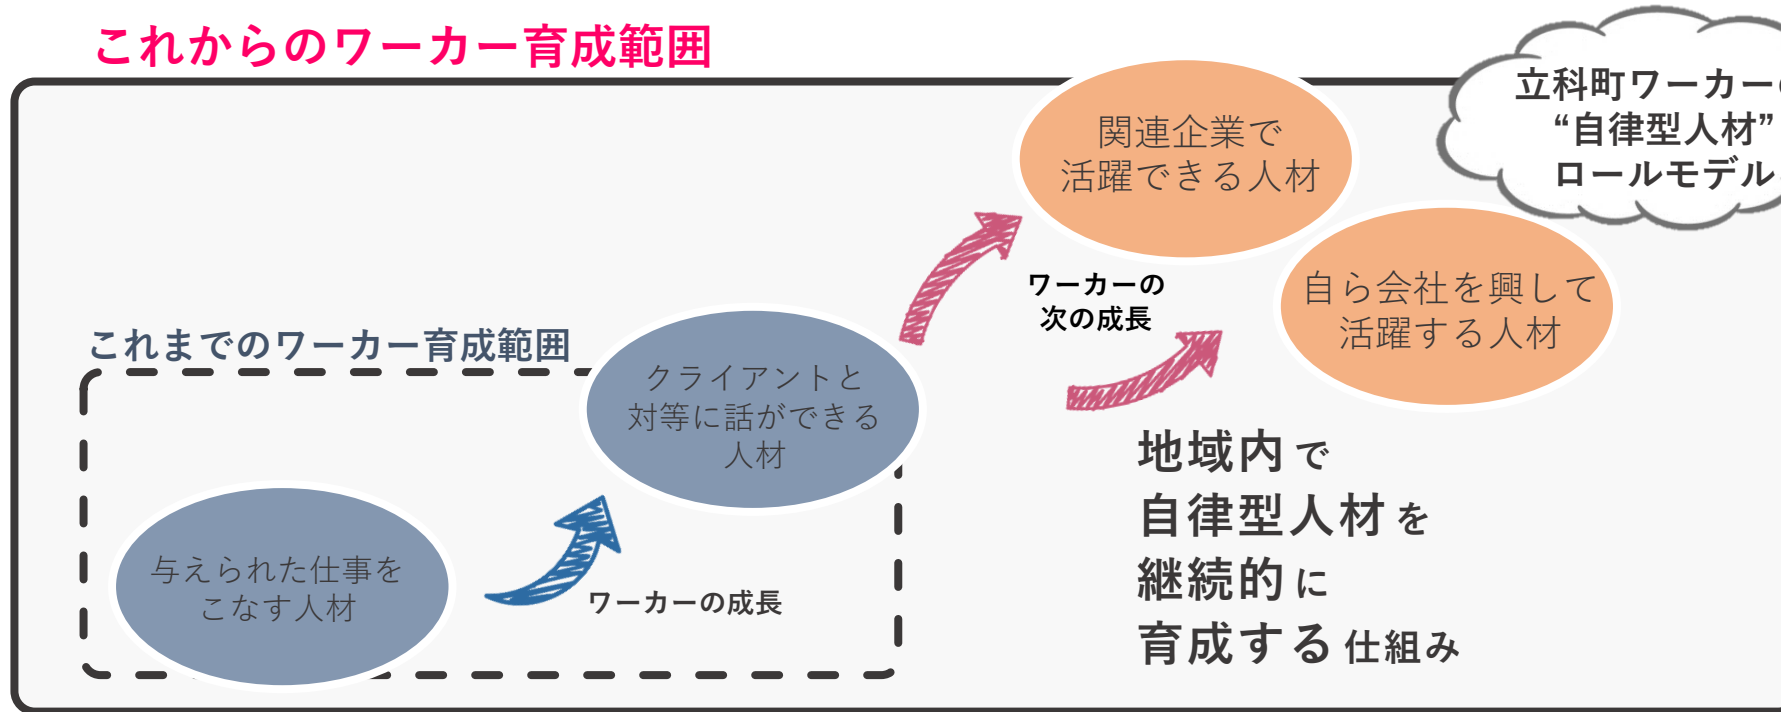 これからのワーカー育成範囲
立科町ワーカー
“自律型人材”
ロールモデル
関連企業で
活躍できる人材
自ら会社を興して
活躍する人材
ワーカーの
次の成長
これまでのワーカー育成範囲
クライアントと
対等に話ができる
人材
与えられた仕事を
こなす人材
ワーカーの成長
地域内で
自律型人材を
継続的に
育成する仕組み